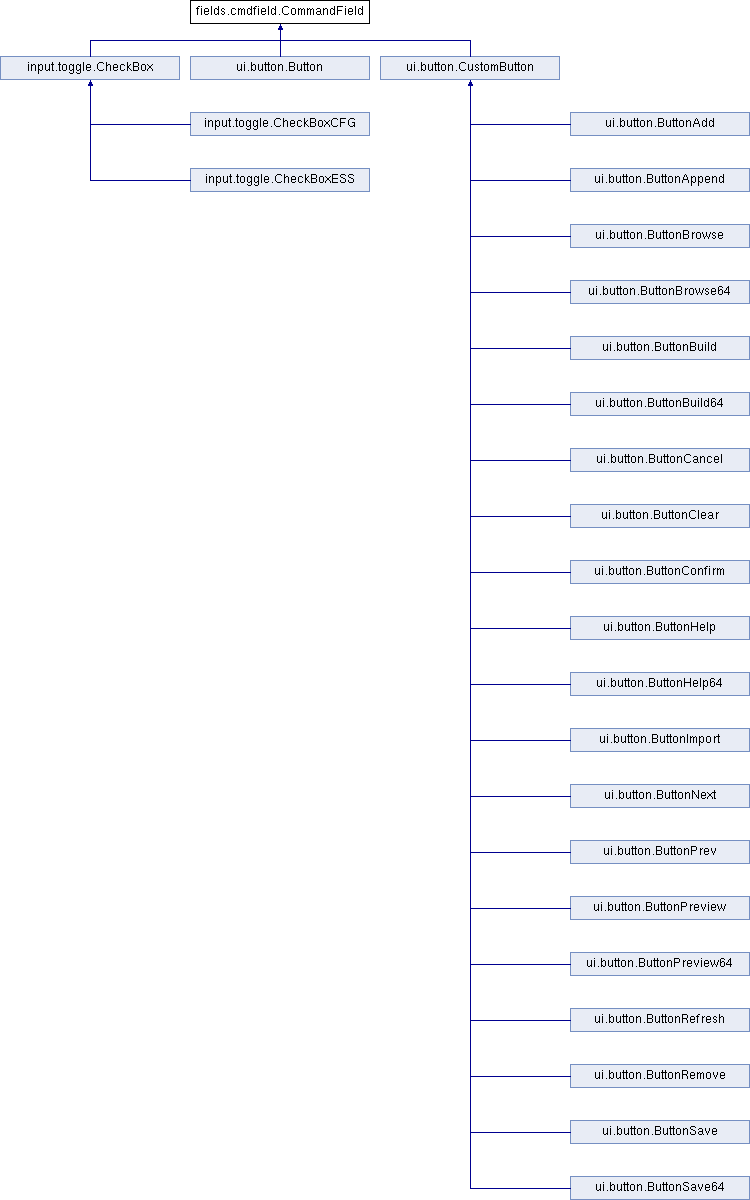 fields.cmdfield.CommandField
input.toggle.CheckBox
ui.button.Button
ui.button.CustomButton
input.toggle.CheckBoxCFG
ui.button.ButtonAdd
input.toggle.CheckBoxESS
ui.button.ButtonAppend
ui.button.ButtonBrowse
ui.button.ButtonBrowse64
ui.button.ButtonBuild
ui.button.ButtonBuild64
ui.button.ButtonCancel
ui.button.ButtonClear
ui.button.ButtonConfirm
ui.button.ButtonHelp
ui.button.ButtonHelp64
ui.button.ButtonImport
ui.button.ButtonNext
ui.button.ButtonPrev
ui.button.ButtonPreview
ui.button.ButtonPreview64
ui.button.ButtonRefresh
ui.button.ButtonRemove
ui.button.ButtonSave
ui.button.ButtonSave64